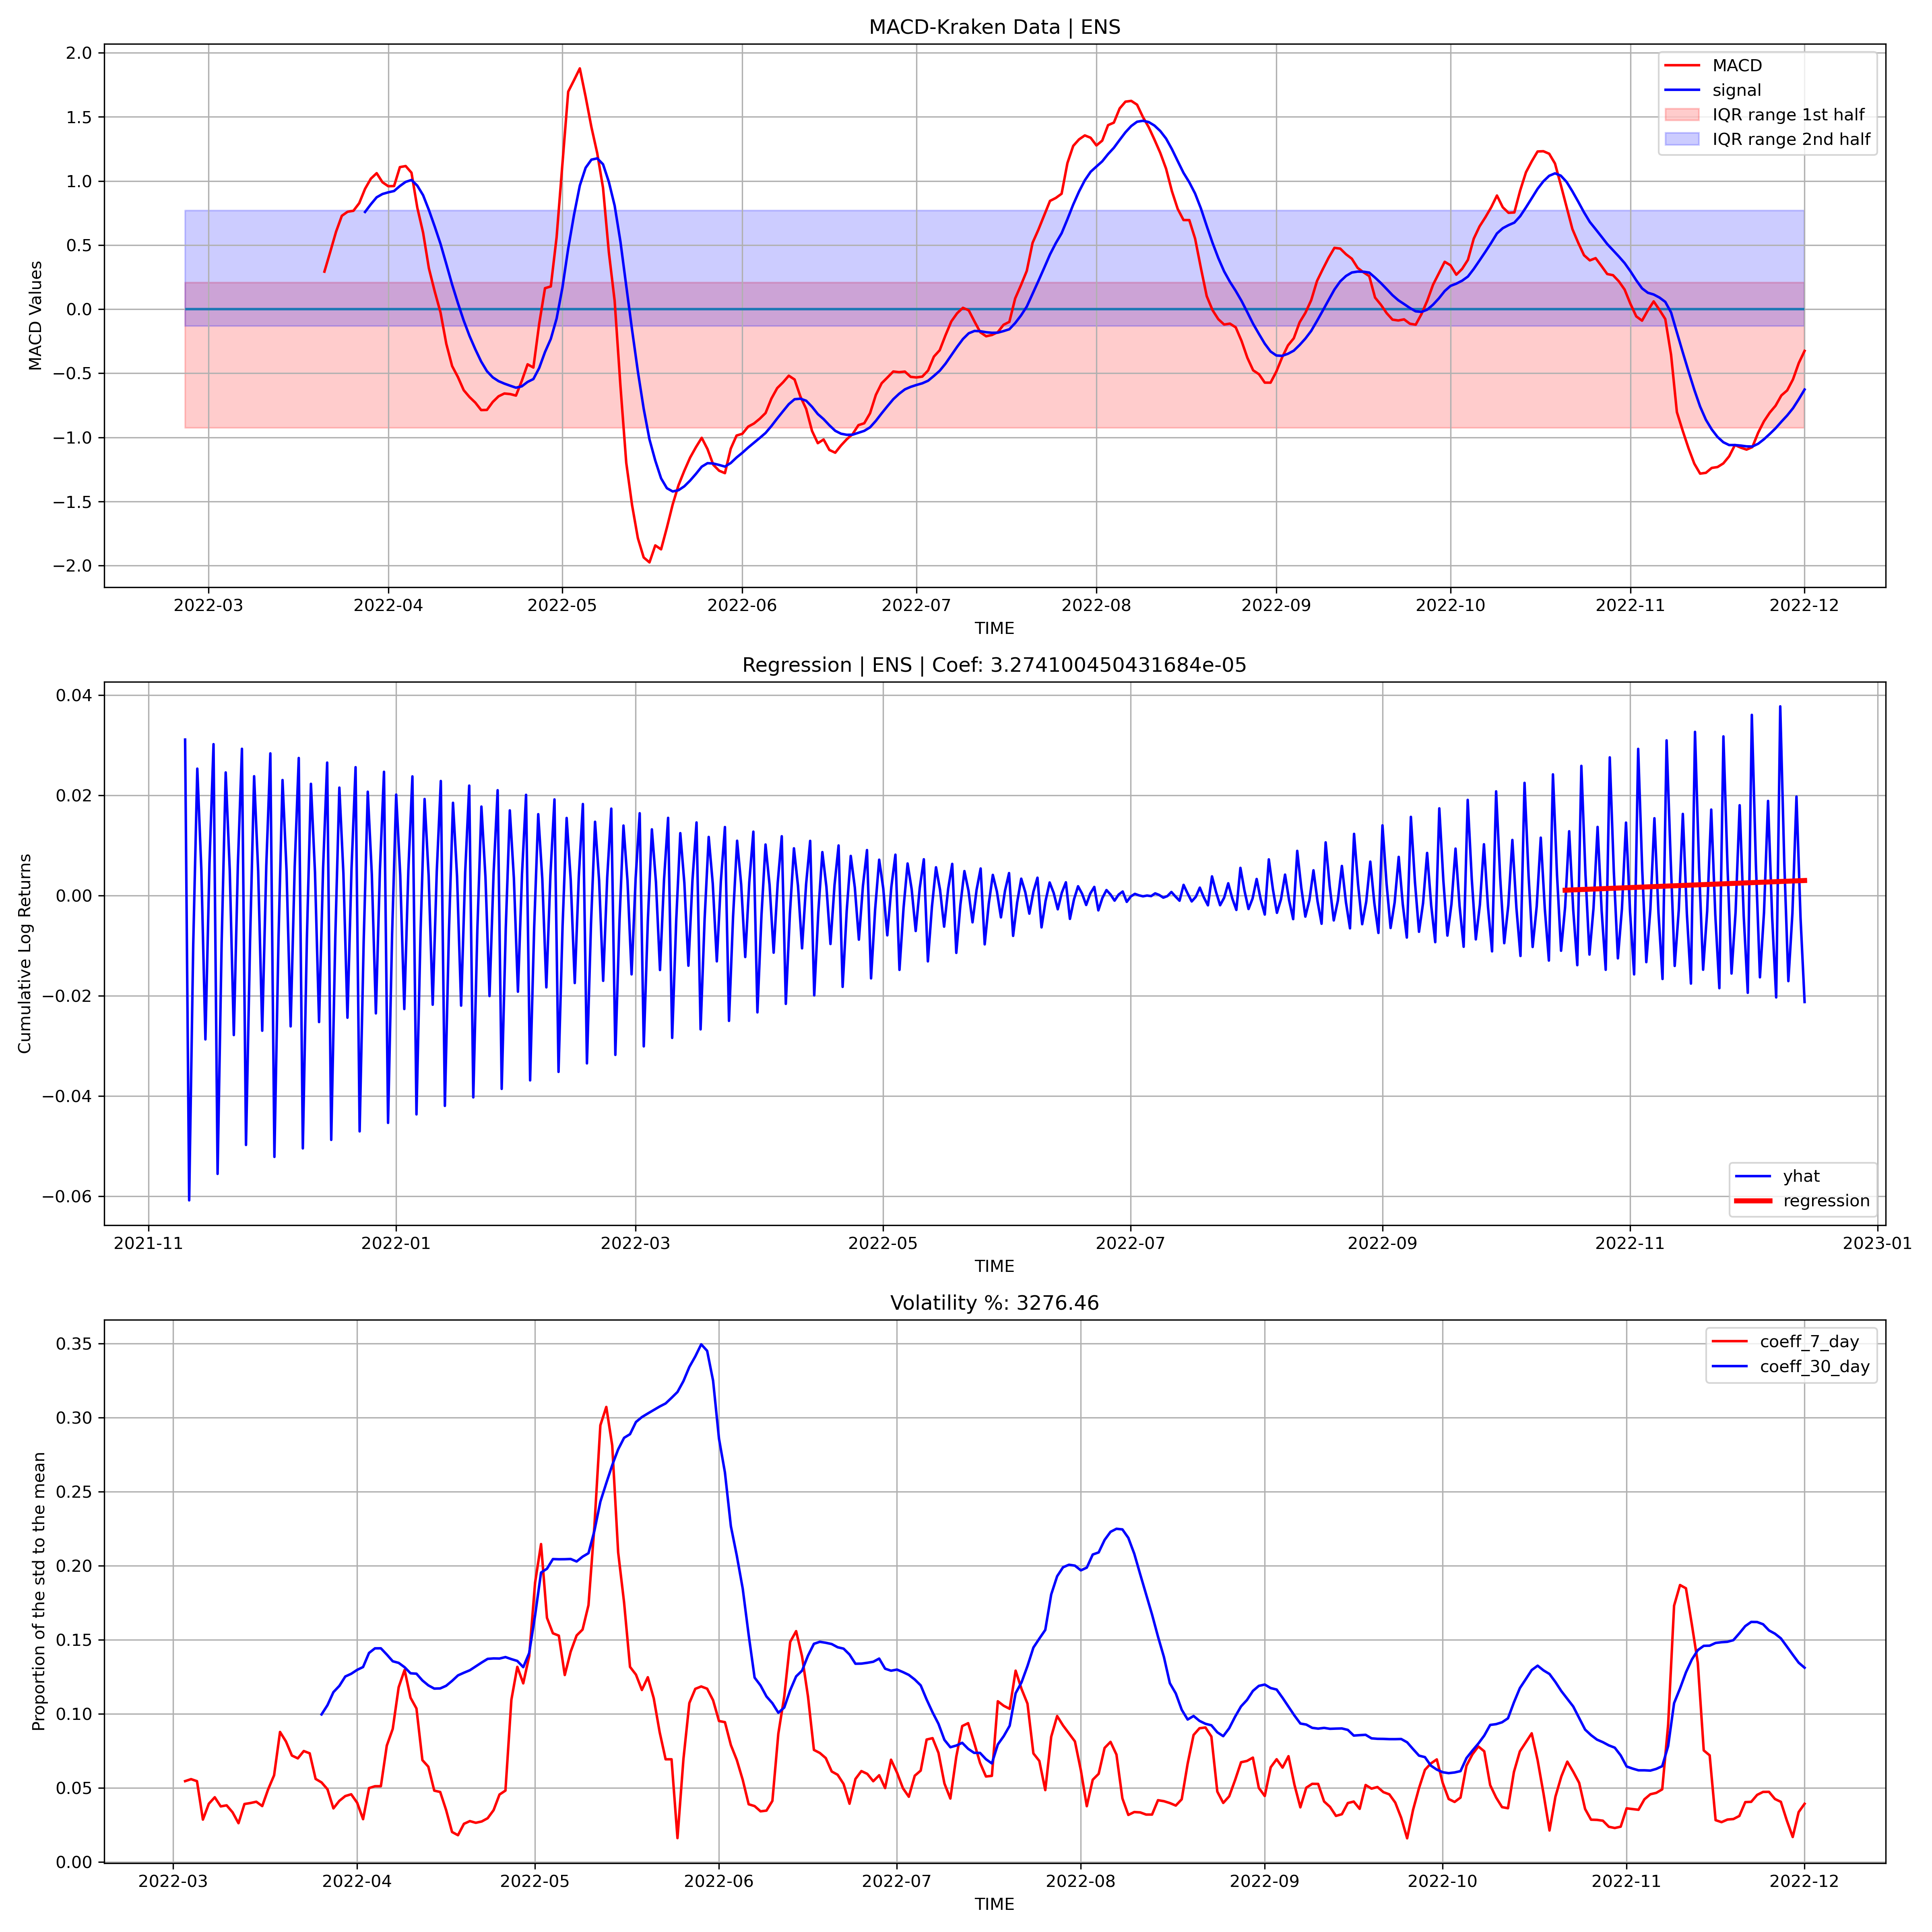 MACD-Kraken Data | ENS
MACD Values
2.0
1.5
1.0
0.5
0.0
−0.5
−1.0
−1.5
−2.0
MACD
signal
IQR range 1st half
IQR range 2nd half
2022-03 2022-04 2022-05 2022-06 2022-07 2022-08 2022-09 2022-10 2022-11 2022-12
TIME
Regression | ENS | Coef: 3.274100450431684e-05
Cumulative Log Returns
0.04
0.02
0.00
−0.02
−0.04
−0.06
yhat
regression
2021-11 2022-01 2022-03 2022-05 2022-07 2022-09 2022-11 2023-01
TIME
Volatility %: 3276.46
Proportion of the std to the mean
0.35
0.30
0.25
0.20
0.15
0.10
0.05
0.00
coeff_7_day
coeff_30_day
2022-03 2022-04 2022-05 2022-06 2022-07 2022-08 2022-09 2022-10 2022-11 2022-12
TIME